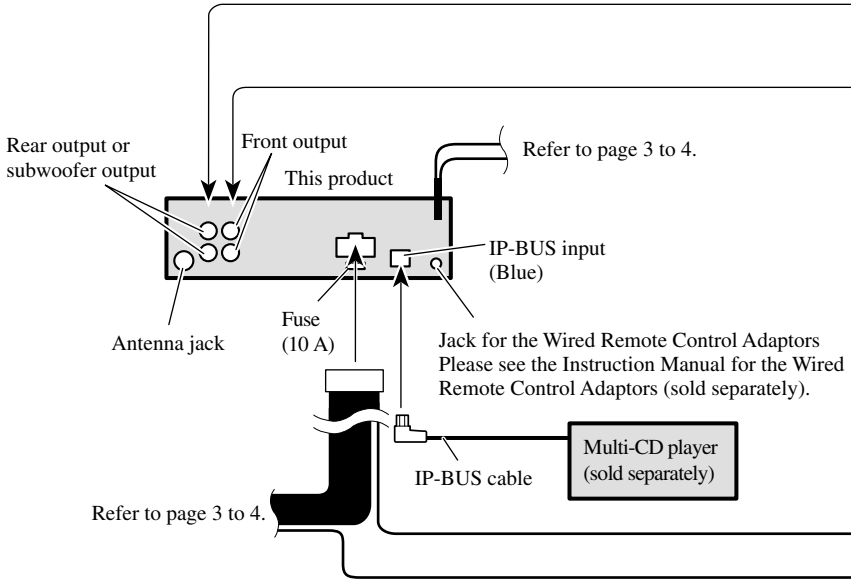 Rear output or
subwoofer output
Front output
This product
Refer to page 3 to 4.
IP-BUS input
(Blue)
Antenna jack
Fuse
(10 A)
Jack for the Wired Remote Control Adaptors
Please see the Instruction Manual for the Wired
Remote Control Adaptors (sold separately).
Multi-CD player
(sold separately)
IP-BUS cable
Refer to page 3 to 4.